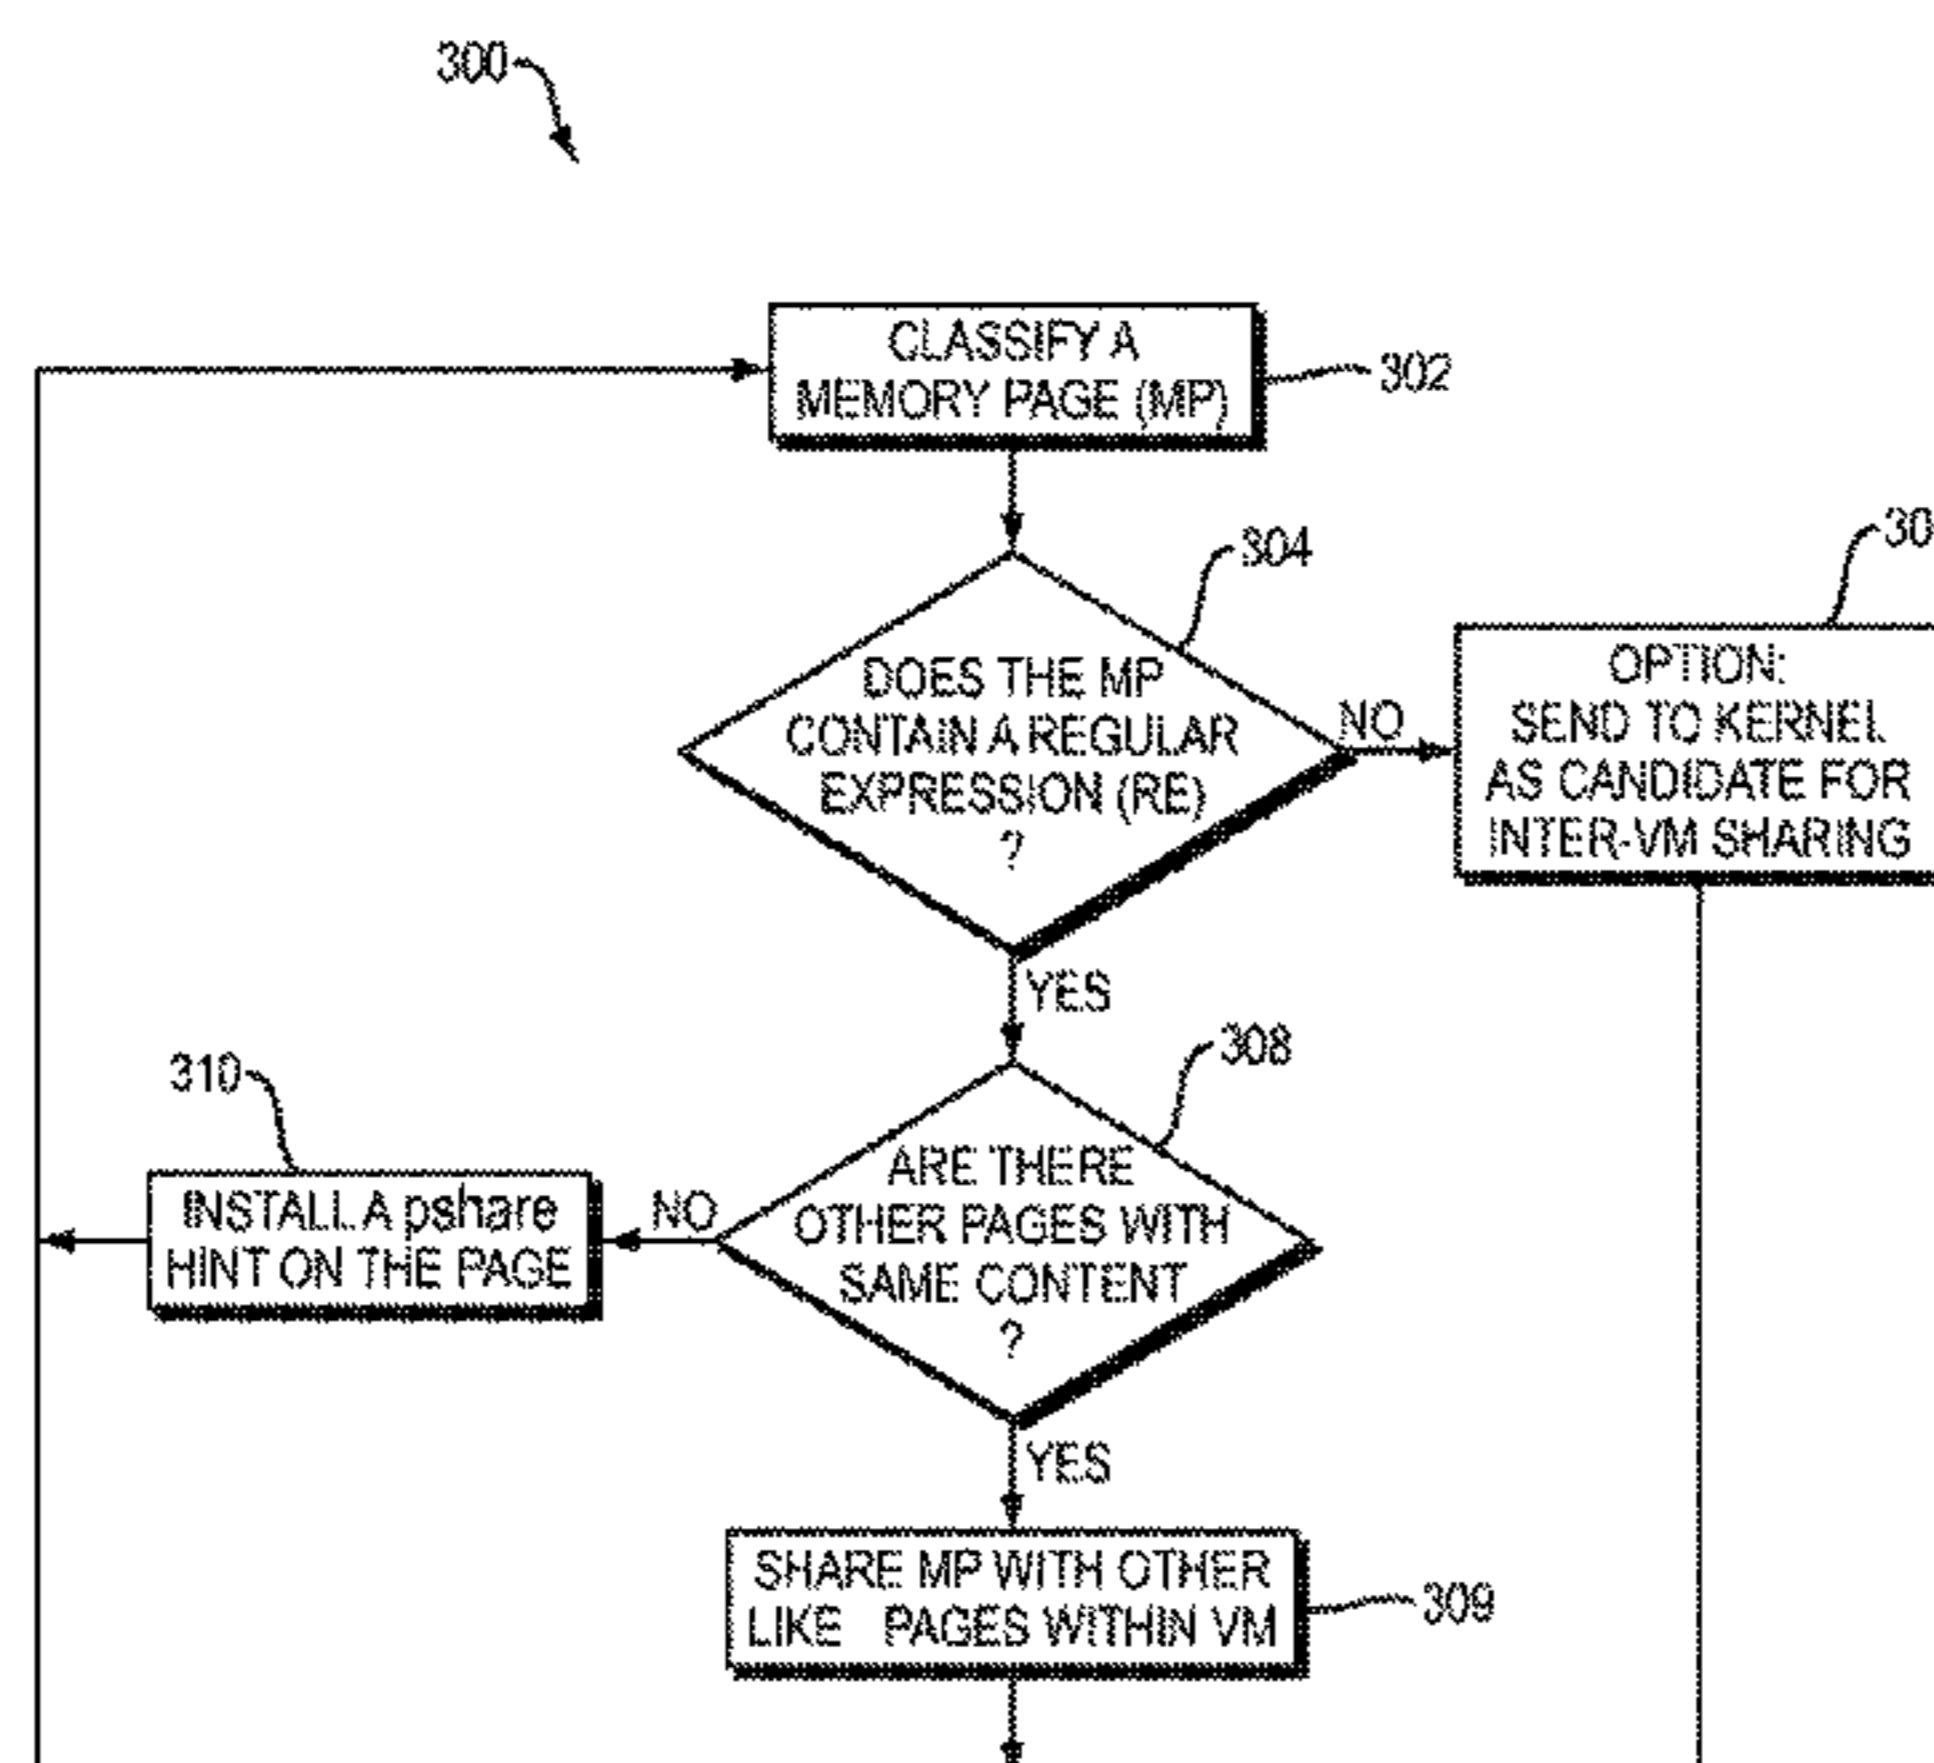 300
CLASSIFY A
MEMORY PAGE (MP)
302
304
DOES THE MP
CONTAIN A REGULAR
EXPRESSION (RE)
?
NO
OPTION:
SEND TO KERNEL
AS CANDIDATE FOR
INTER-VM SHARING
YES
308
310
ARE THERE
OTHER PAGES WITH
SAME CONTENT
?
NO
INSTALL A pshare
HINT ON THE PAGE
YES
SHARE MP WITH OTHER
LIKE PAGES WITHIN VM
309